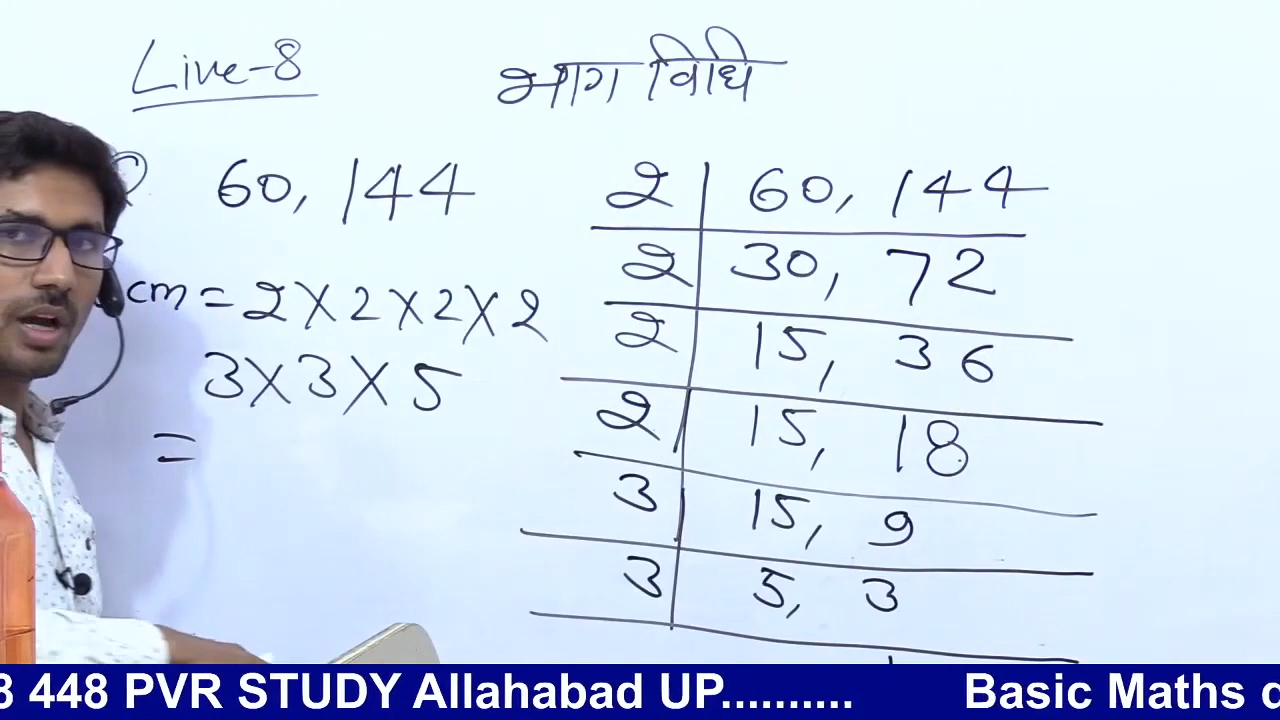 Live-8
भाग विधि
60, 144
cm = 2 X 2 X 2 X 2
3 X 3 X 5
=
2 | 60, 144
2 | 30, 72
2 | 15, 36
2 | 15, 18
3 | 15, 9
3 | 5, 3
448 PVR STUDY Allahabad UP.......... Basic Maths